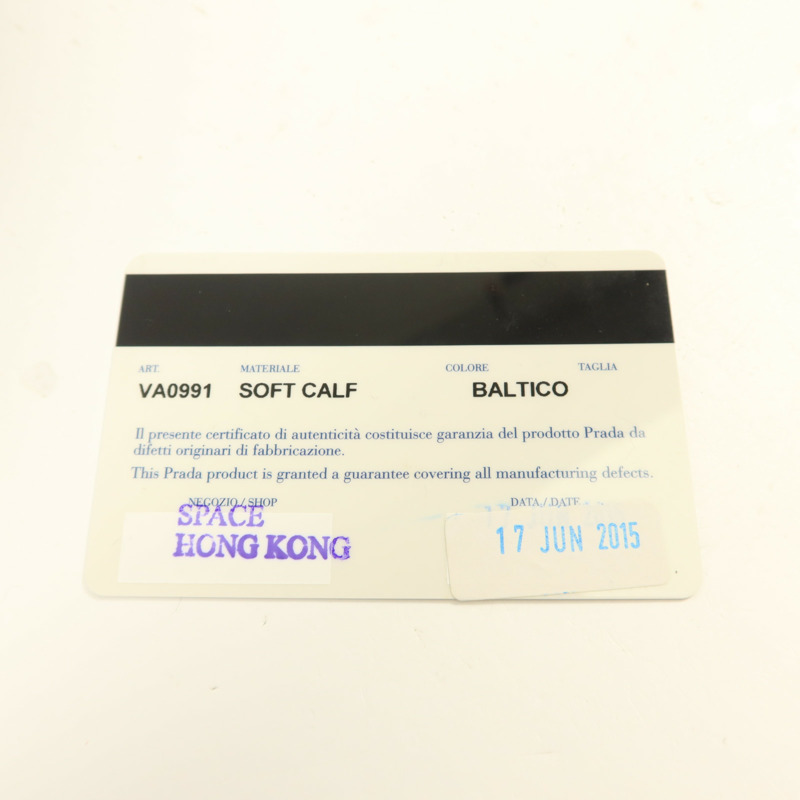 ART. MATERIALE COLORE TAGLIA
VA0991 SOFT CALF BALTICO
Il presente certificato di autenticità costituisce garanzia del prodotto Prada da
difetti originari di fabbricazione.
This Prada product is granted a guarantee covering all manufacturing defects.
NEGOZIO / SHOP DATA / DATE
SPACE
HONG KONG
17 JUN 2015